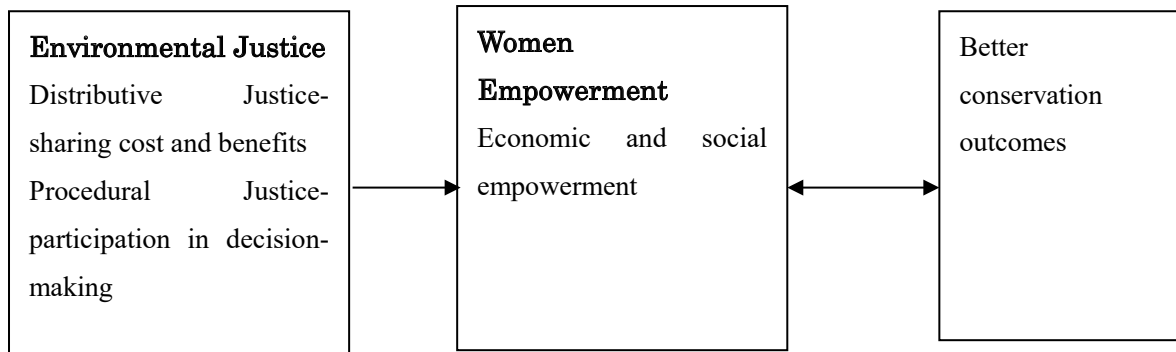 Environmental Justice
Distributive Justice-
sharing cost and benefits
Procedural Justice-
participation in decision-
making
Women
Empowerment
Economic and social
empowerment
Better
conservation
outcomes